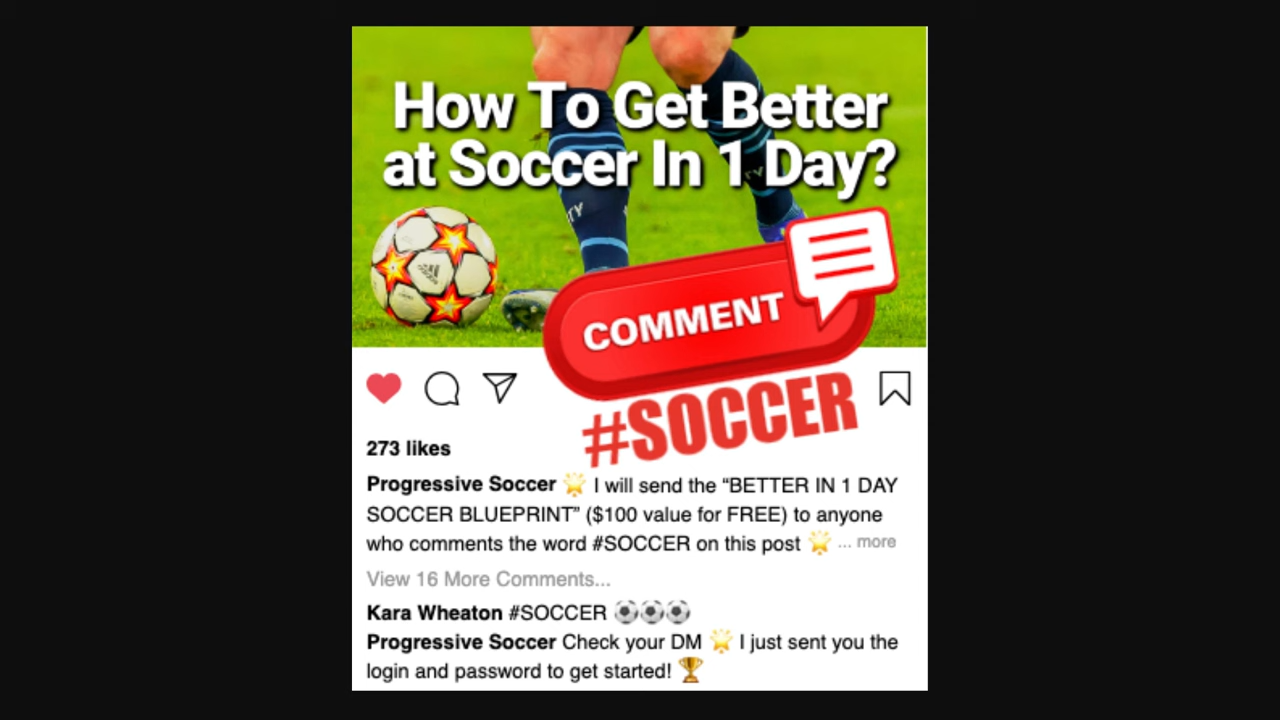 How To Get Better
at Soccer In 1 Day?
TY
TY
adidas
COMMENT
#SOCCER
273 likes
Progressive Soccer 🌟 I will send the “BETTER IN 1 DAY
SOCCER BLUEPRINT” ($100 value for FREE) to anyone
who comments the word #SOCCER on this post 🌟 ... more
View 16 More Comments...
Kara Wheaton #SOCCER ⚽⚽⚽
Progressive Soccer Check your DM 🌟 I just sent you the
login and password to get started! 🏆